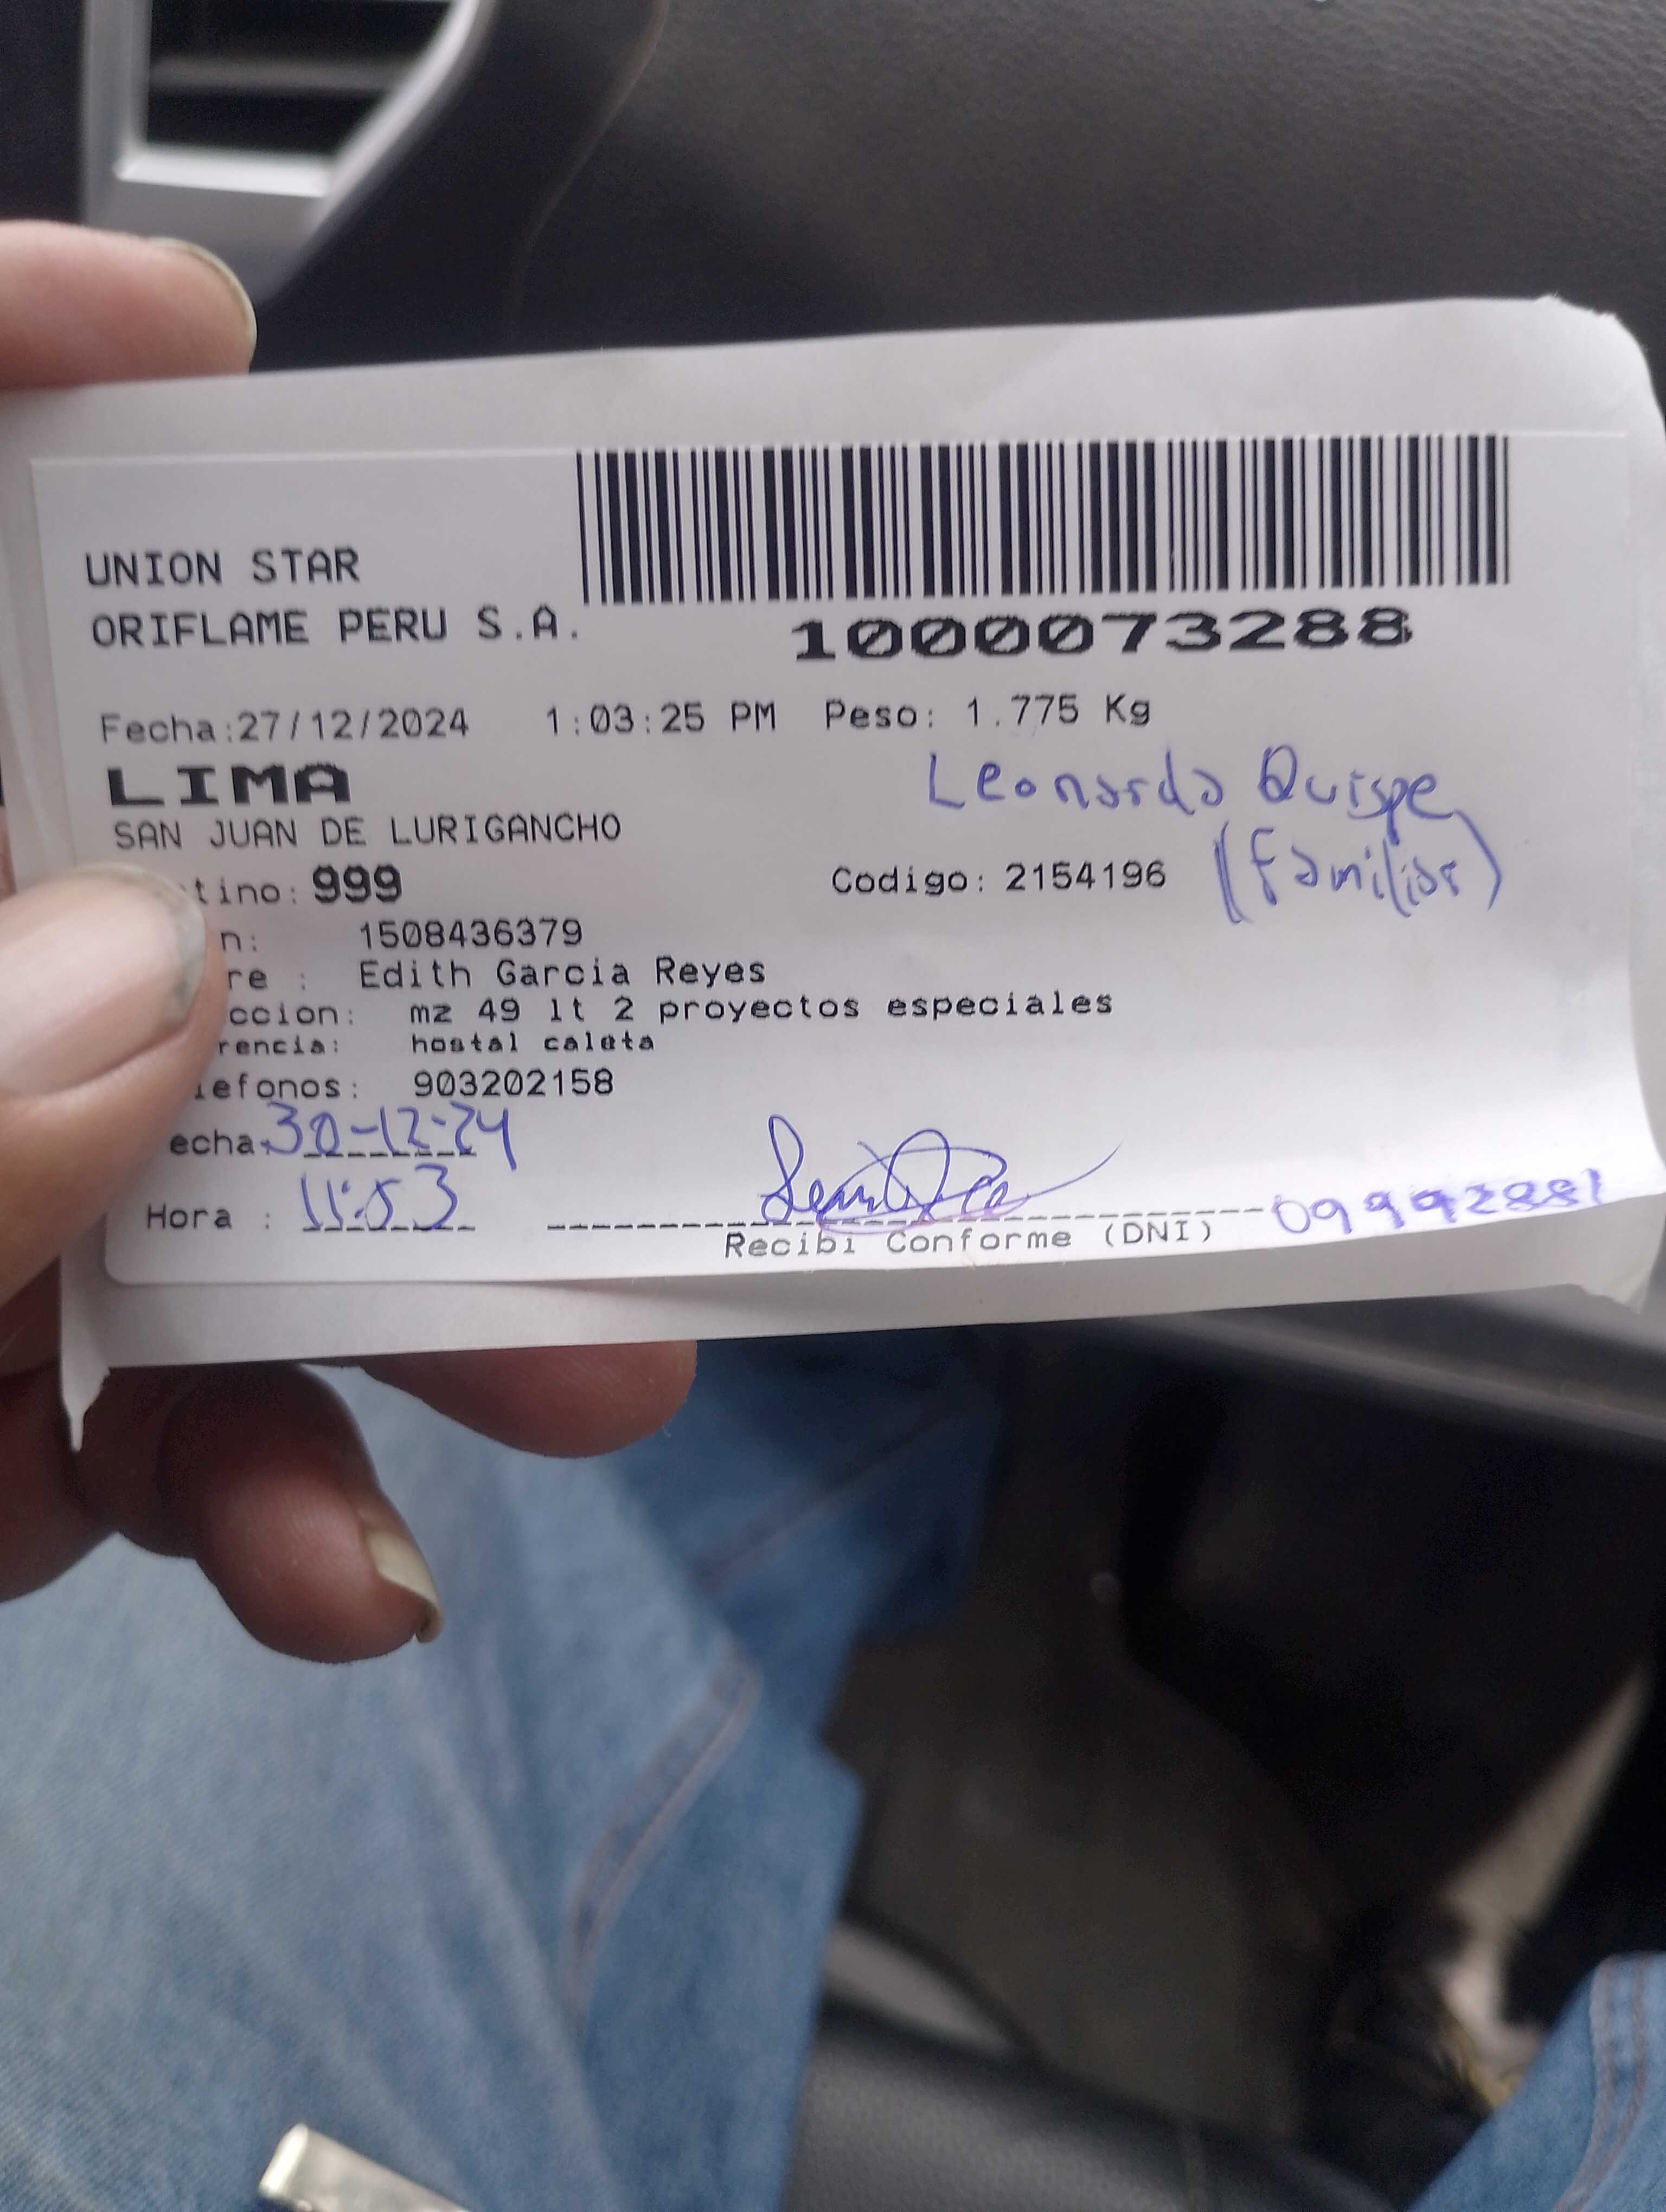 UNION STAR
ORIFLAME PERU S.A.
1000073288
Fecha:27/12/2024 1:03:25 PM Peso: 1.775 Kg
LIMA
Leonardo Quispe
SAN JUAN DE LURIGANCHO
(familiar)
tino: 999 Codigo: 2154196
n: 1508436379
re : Edith Garcia Reyes
ccion: mz 49 lt 2 proyectos especiales
rencia: hostal caleta
lefonos: 903202158
echa: 30-12-24
Hora : 11:53
09992881
Recibi Conforme (DNI)